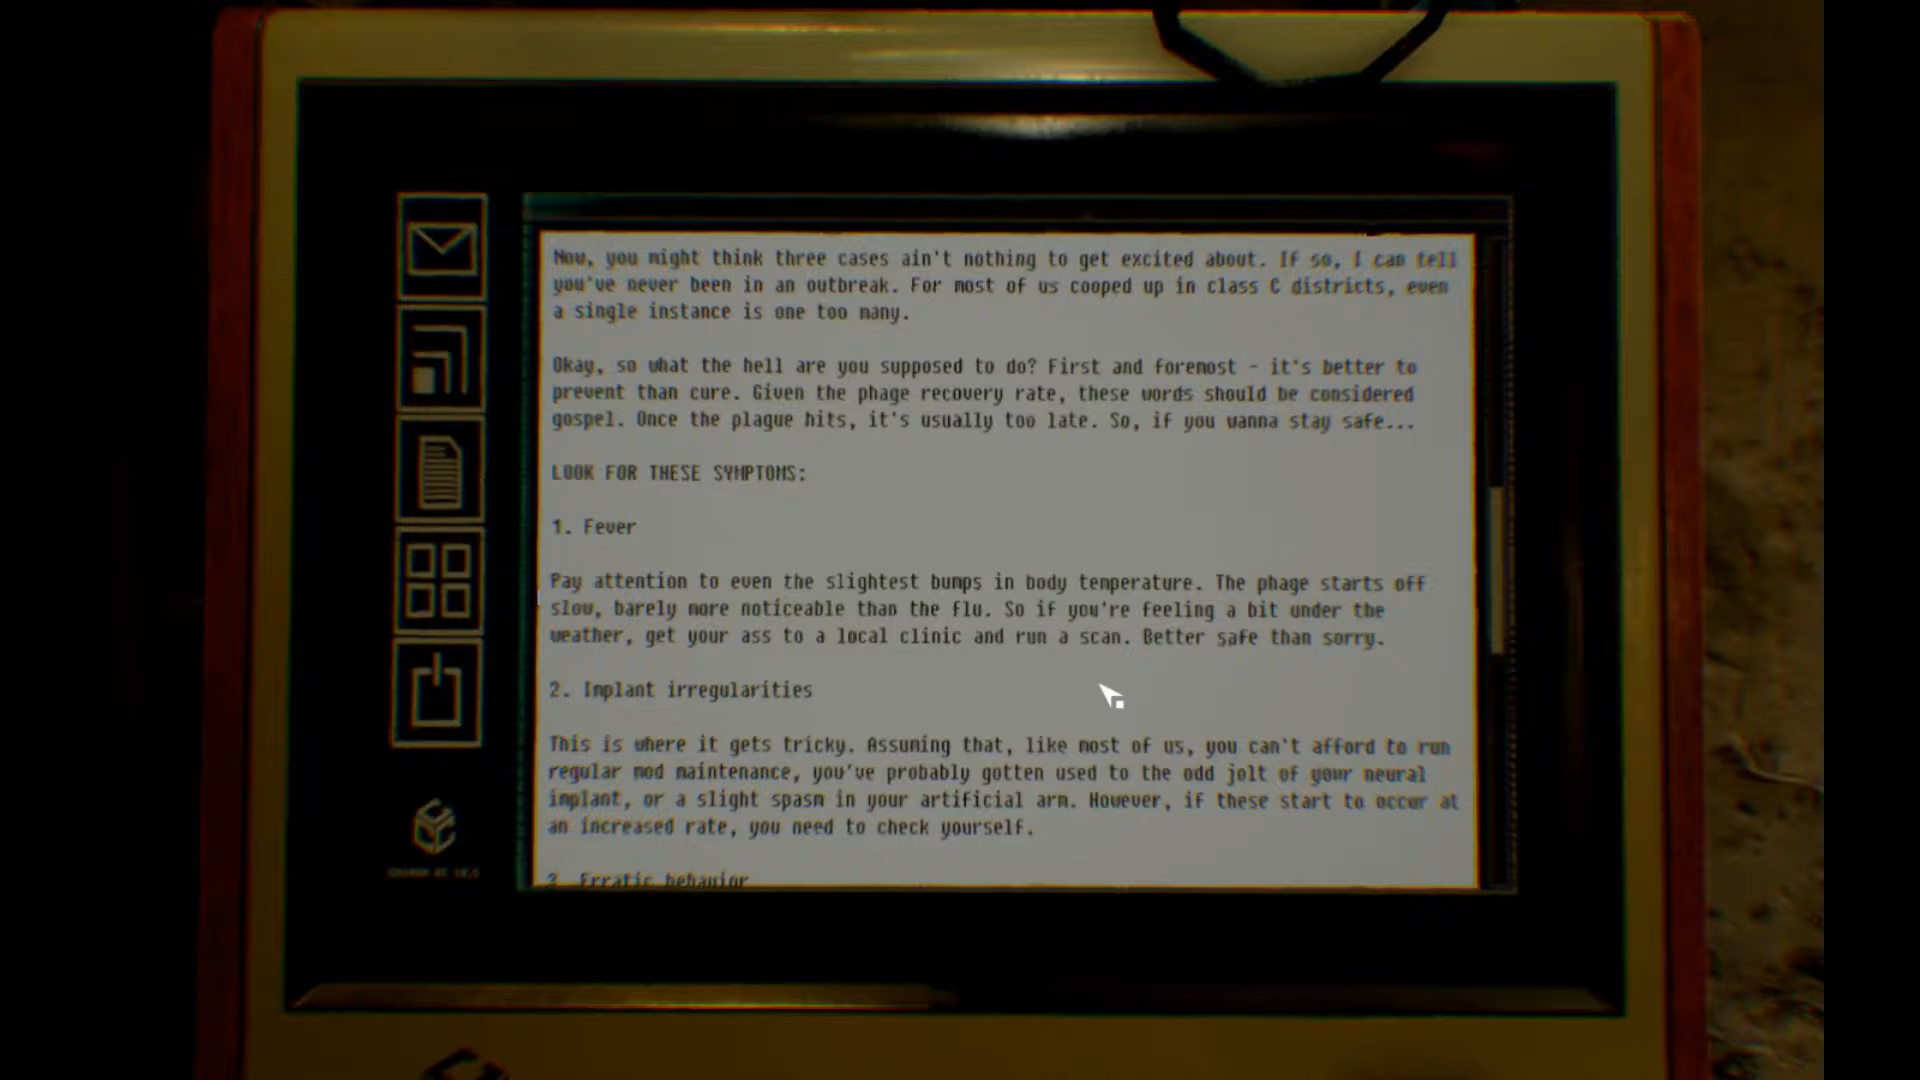 Now, you might think three cases ain't nothing to get excited about. If so, I can tell
you've never been in an outbreak. For most of us cooped up in class C districts, even
a single instance is one too many.
Okay, so what the hell are you supposed to do? First and foremost - it's better to
prevent than cure. Given the phage recovery rate, these words should be considered
gospel. Once the plague hits, it's usually too late. So, if you wanna stay safe...
LOOK FOR THESE SYMPTOMS:
1. Fever
Pay attention to even the slightest bumps in body temperature. The phage starts off
slow, barely more noticeable than the flu. So if you're feeling a bit under the
weather, get your ass to a local clinic and run a scan. Better safe than sorry.
2. Implant irregularities
This is where it gets tricky. Assuming that, like most of us, you can't afford to run
regular mod maintenance, you've probably gotten used to the odd jolt of your neural
implant, or a slight spasm in your artificial arm. However, if these start to occur at
an increased rate, you need to check yourself.
3. Erratic behavior